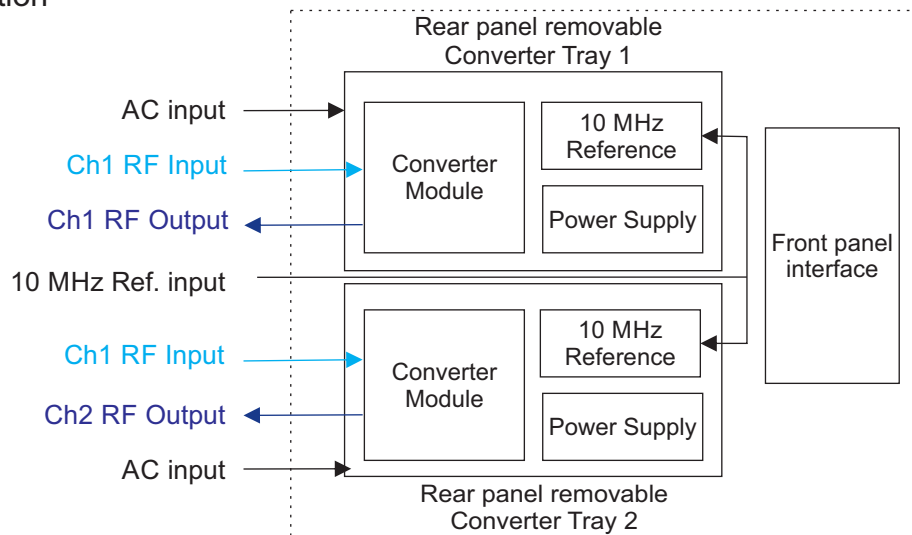 Rear panel removable
Converter Tray 1
AC input
10 MHz
Reference
Ch1 RF Input
Converter
Module
Ch1 RF Output
Power Supply
Front panel
interface
10 MHz Ref. input
Ch1 RF Input
10 MHz
Reference
Converter
Module
Ch2 RF Output
Power Supply
AC input
Rear panel removable
Converter Tray 2